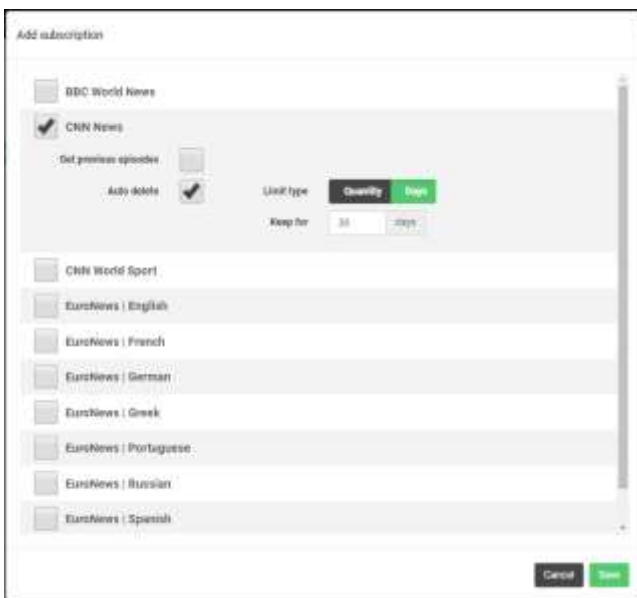 Add subscription
BBC World News
CNN News
Get previous episodes
Auto delete Limit type Quantity Days
Keep for days
CNN World Sport
EuroNews | English
EuroNews | French
EuroNews | German
EuroNews | Greek
EuroNews | Portuguese
EuroNews | Russian
EuroNews | Spanish
Cancel Save